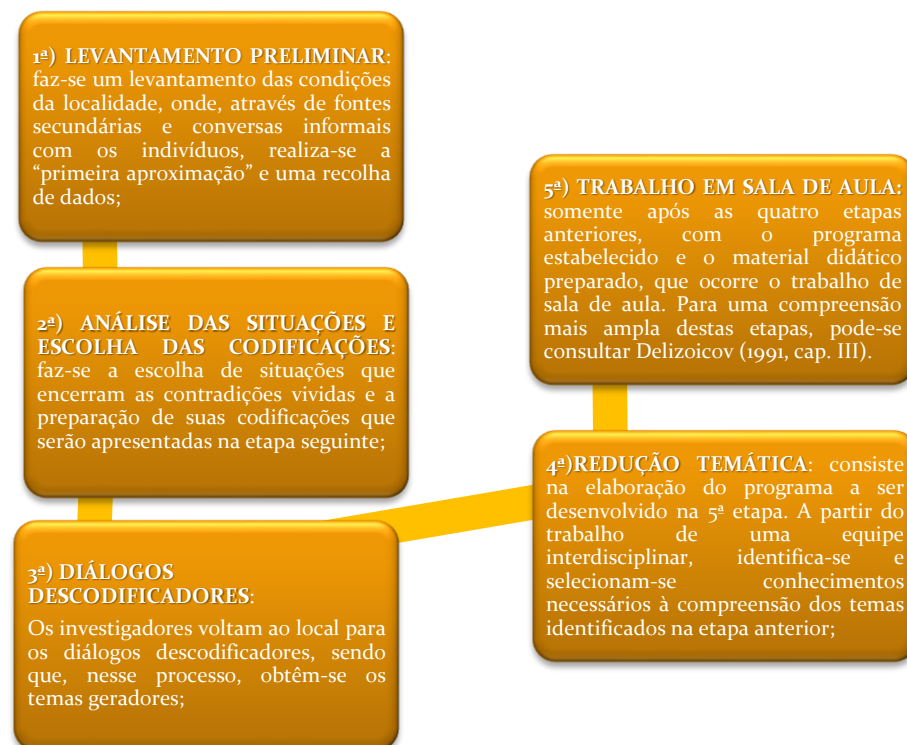 1ª) LEVANTAMENTO PRELIMINAR:
faz-se um levantamento das condições
da localidade, onde, através de fontes
secundárias e conversas informais
com os indivíduos, realiza-se a
“primeira aproximação” e uma recolha
de dados;
2ª) ANÁLISE DAS SITUAÇÕES E
ESCOLHA DAS CODIFICAÇÕES:
faz-se a escolha de situações que
encerram as contradições vividas e a
preparação de suas codificações que
serão apresentadas na etapa seguinte;
3ª) DIÁLOGOS
DESCODIFICADORES:
Os investigadores voltam ao local para
os diálogos descodificadores, sendo
que, nesse processo, obtêm-se os
temas geradores;
4ª)REDUÇÃO TEMÁTICA: consiste
na elaboração do programa a ser
desenvolvido na 5ª etapa. A partir do
trabalho de uma equipe
interdisciplinar, identifica-se e
selecionam-se conhecimentos
necessários à compreensão dos temas
identificados na etapa anterior;
5ª) TRABALHO EM SALA DE AULA:
somente após as quatro etapas
anteriores, com o programa
estabelecido e o material didático
preparado, que ocorre o trabalho de
sala de aula. Para uma compreensão
mais ampla destas etapas, pode-se
consultar Delizoicov (1991, cap. III).